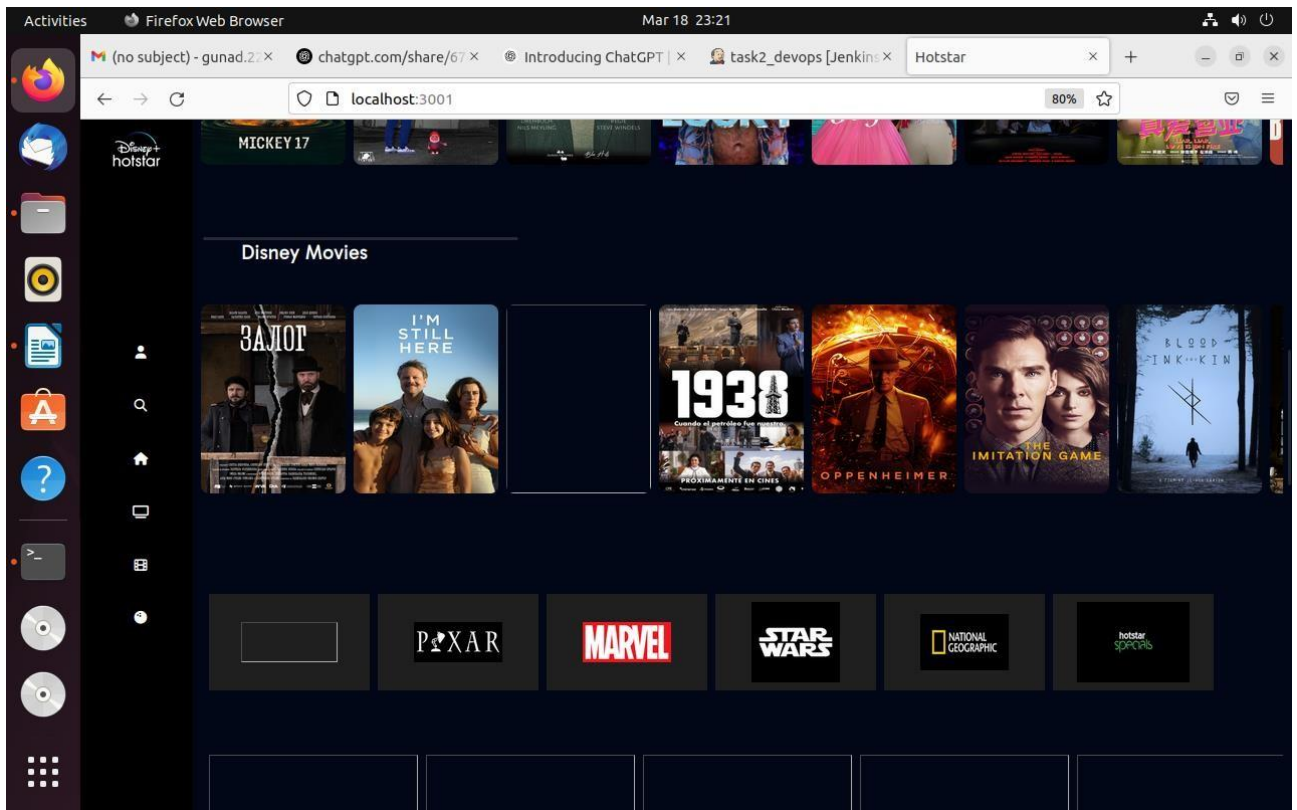 Activities Firefox Web Browser Mar 18 23:21
(no subject) - gunad.22 chatgpt.com/share/67 Introducing ChatGPT | task2_devops [Jenkins Hotstar
localhost:3001 80%
Disney+
hotstar
MICKEY 17
Disney Movies
ЗАЛОГ
I'M
STILL
HERE
1938
Cuando el petróleo fue nuestro
PRÓXIMAMENTE EN CINES
OPPENHEIMER
THE
IMITATION GAME
BLOOD
INK KIN
PIXAR
MARVEL
STAR
WARS
NATIONAL
GEOGRAPHIC
hotstar
specials